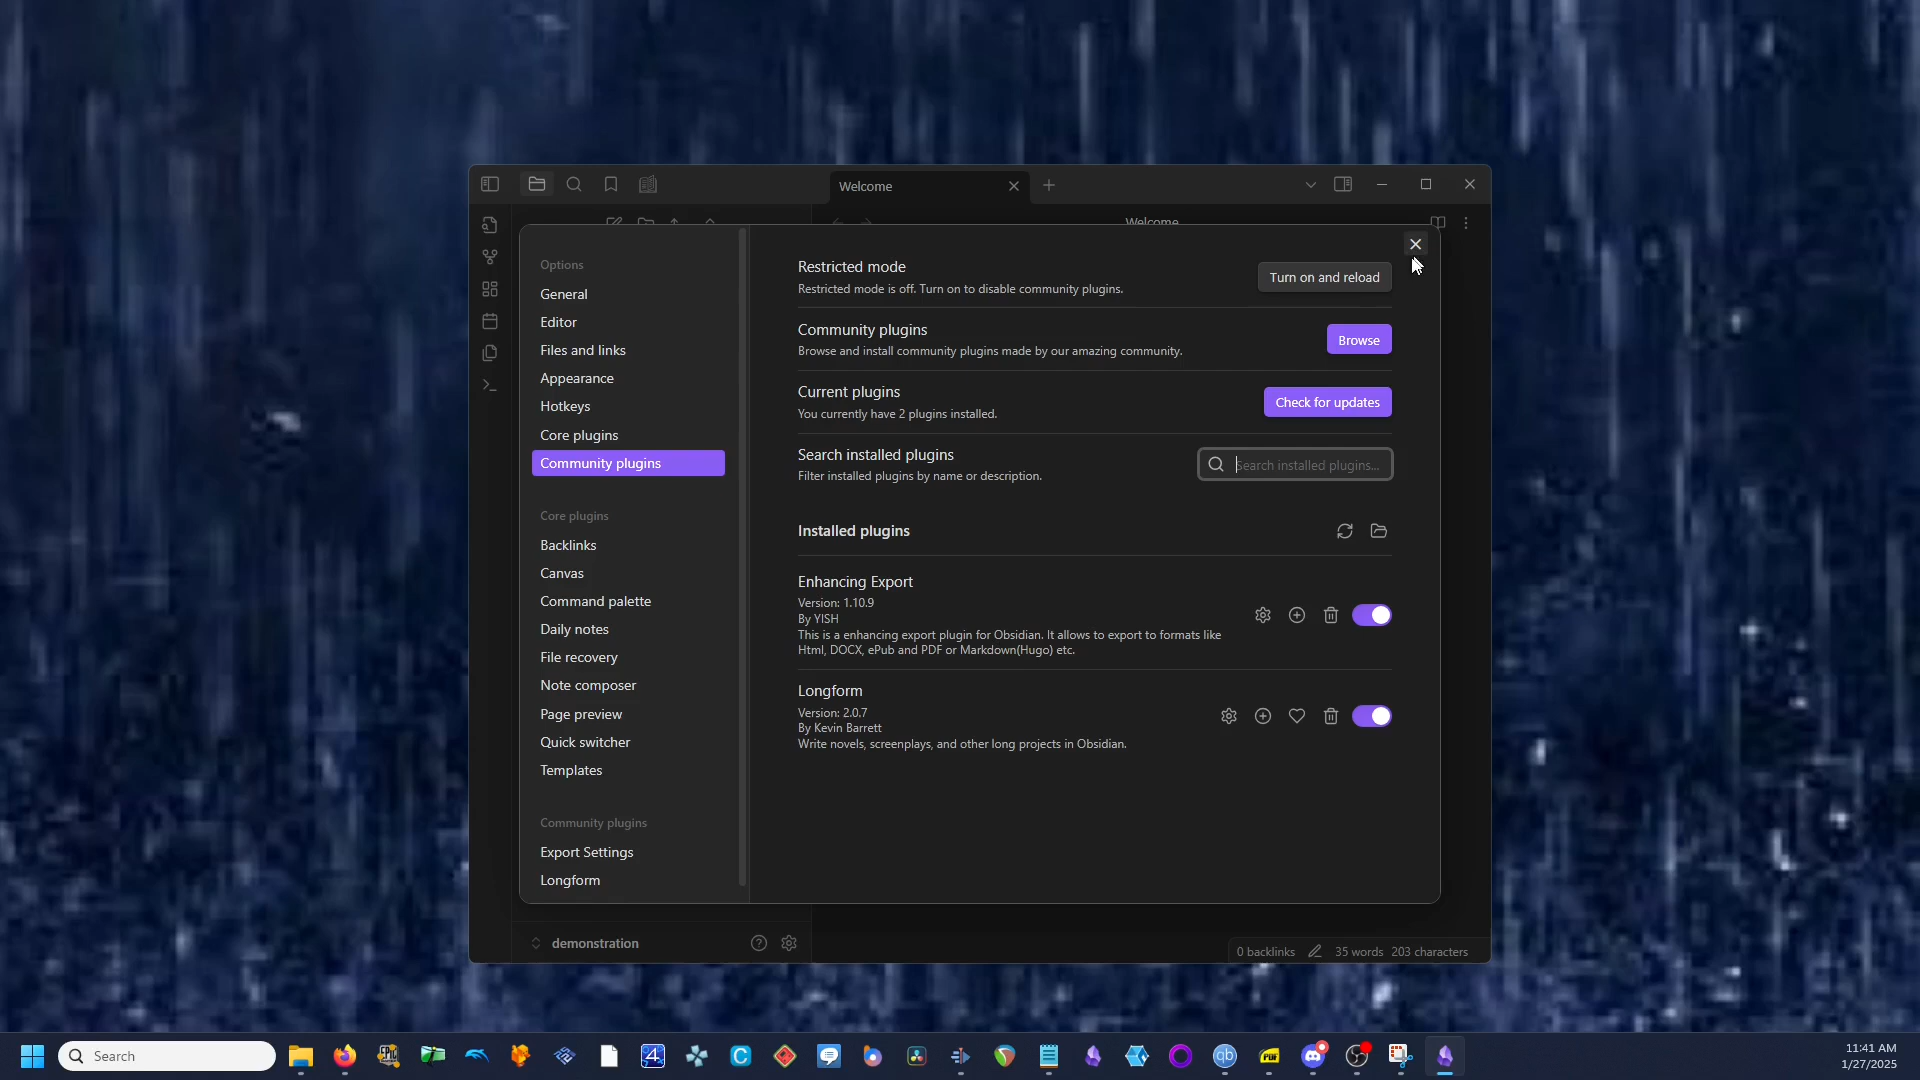 Welcome
Welcome
Options
General
Editor
Files and links
Appearance
Hotkeys
Core plugins
Community plugins
Core plugins
Backlinks
Canvas
Command palette
Daily notes
File recovery
Note composer
Page preview
Quick switcher
Templates
Community plugins
Export Settings
Longform
Restricted mode
Restricted mode is off. Turn on to disable community plugins.
Turn on and reload
Community plugins
Browse and install community plugins made by our amazing community.
Browse
Current plugins
You currently have 2 plugins installed.
Check for updates
Search installed plugins
Filter installed plugins by name or description.
Search installed plugins...
Installed plugins
Enhancing Export
Version: 1.10.9
By YISH
This is a enhancing export plugin for Obsidian. It allows to export to formats like
Html, DOCX, ePub and PDF or Markdown(Hugo) etc.
Longform
Version: 2.0.7
By Kevin Barrett
Write novels, screenplays, and other long projects in Obsidian.
demonstration
0 backlinks 35 words 203 characters
Search
EPIC
4
C
qb
PDF
11:41 AM
1/27/2025